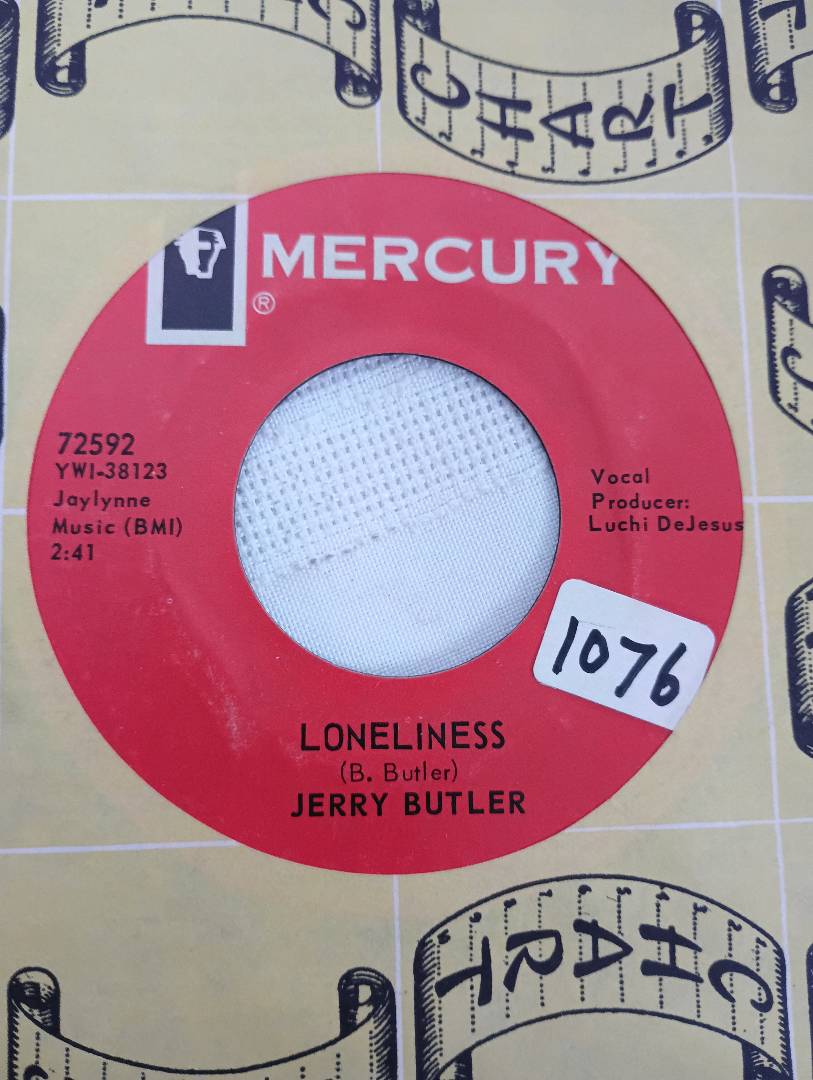 CHART
MERCURY
®
72592
YW1-38123
Jaylynne
Music (BMI)
2:41
Vocal
Producer:
Luchi DeJesus
1076
LONELINESS
(B. Butler)
JERRY BUTLER
CHART